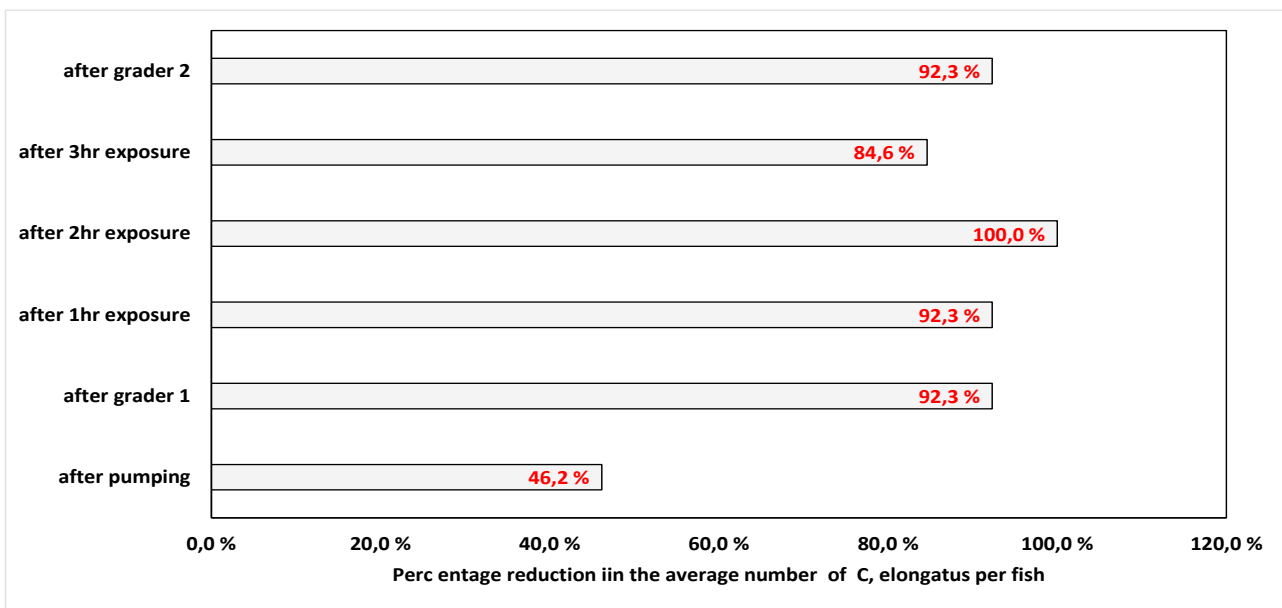 after grader 2
92,3 %
after 3hr exposure
84,6 %
after 2hr exposure
100,0 %
after 1hr exposure
92,3 %
after grader 1
92,3 %
after pumping
46,2 %
0,0 % 20,0 % 40,0 % 60,0 % 80,0 % 100,0 % 120,0 %
Perc entage reduction iin the average number of C, elongatus per fish